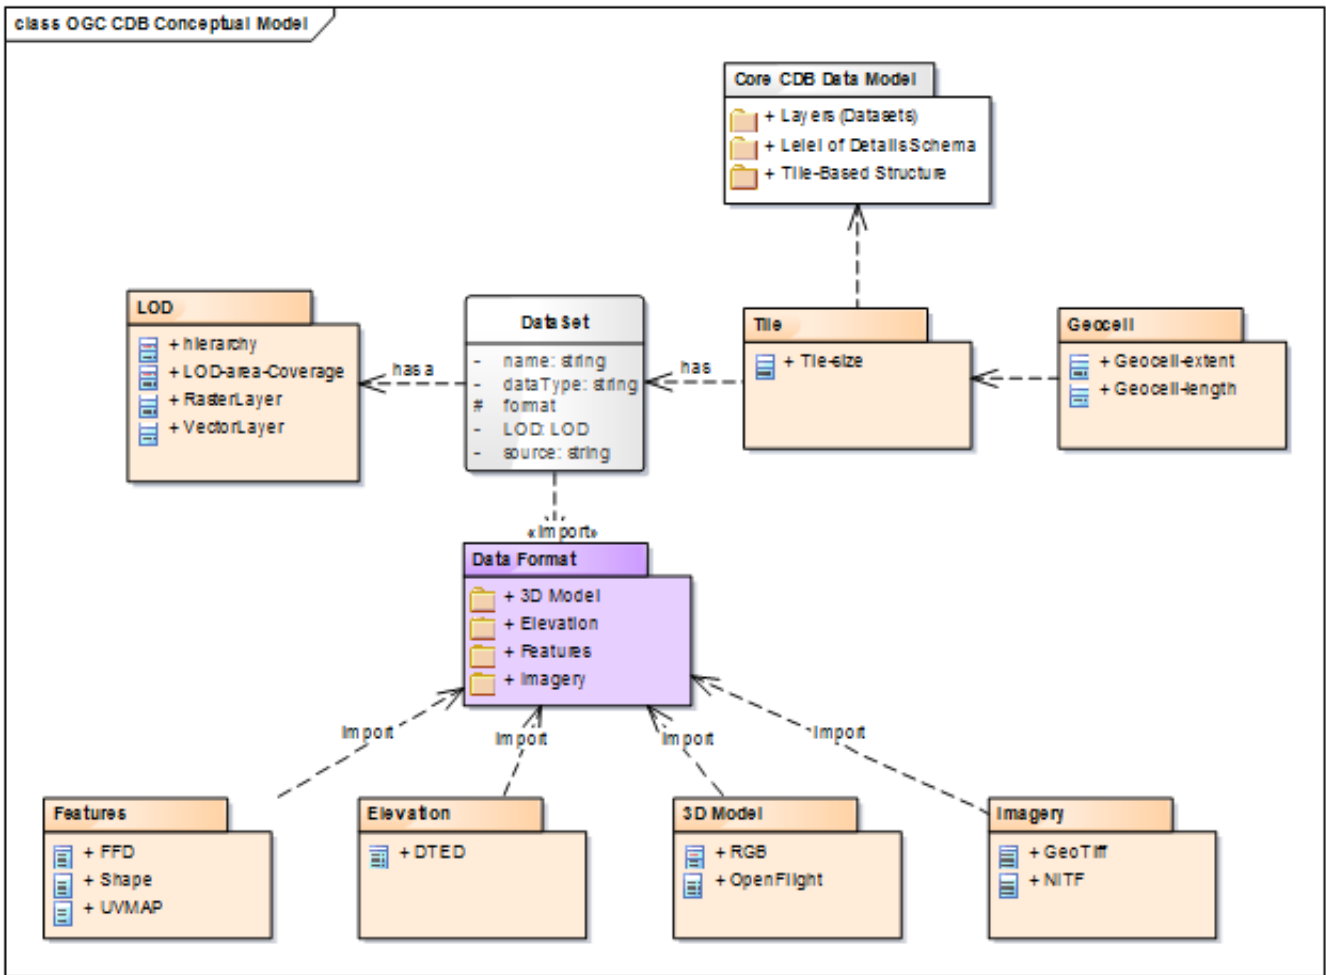 class OGC CDB Conceptual Model
Core CDB Data Model
+ Layers (Datasets)
+ Lelel of DetailsSchema
+ Tile-Based Structure
LOD
+ hierarchy
+ LOD-area-Coverage
+ RasterLayer
+ VectorLayer
has a
DataSet
- name: string
- dataType: string
# format
- LOD: LOD
- source: string
has
Tile
+ Tile-size
Geocell
+ Geocell-extent
+ Geocell-length
«import»
Data Format
+ 3D Model
+ Elevation
+ Features
+ Imagery
Import
Import
Import
Import
Features
+ FFD
+ Shape
+ UVMAP
Elevation
+ DTED
3D Model
+ RGB
+ OpenFlight
Imagery
+ GeoTiff
+ NITF